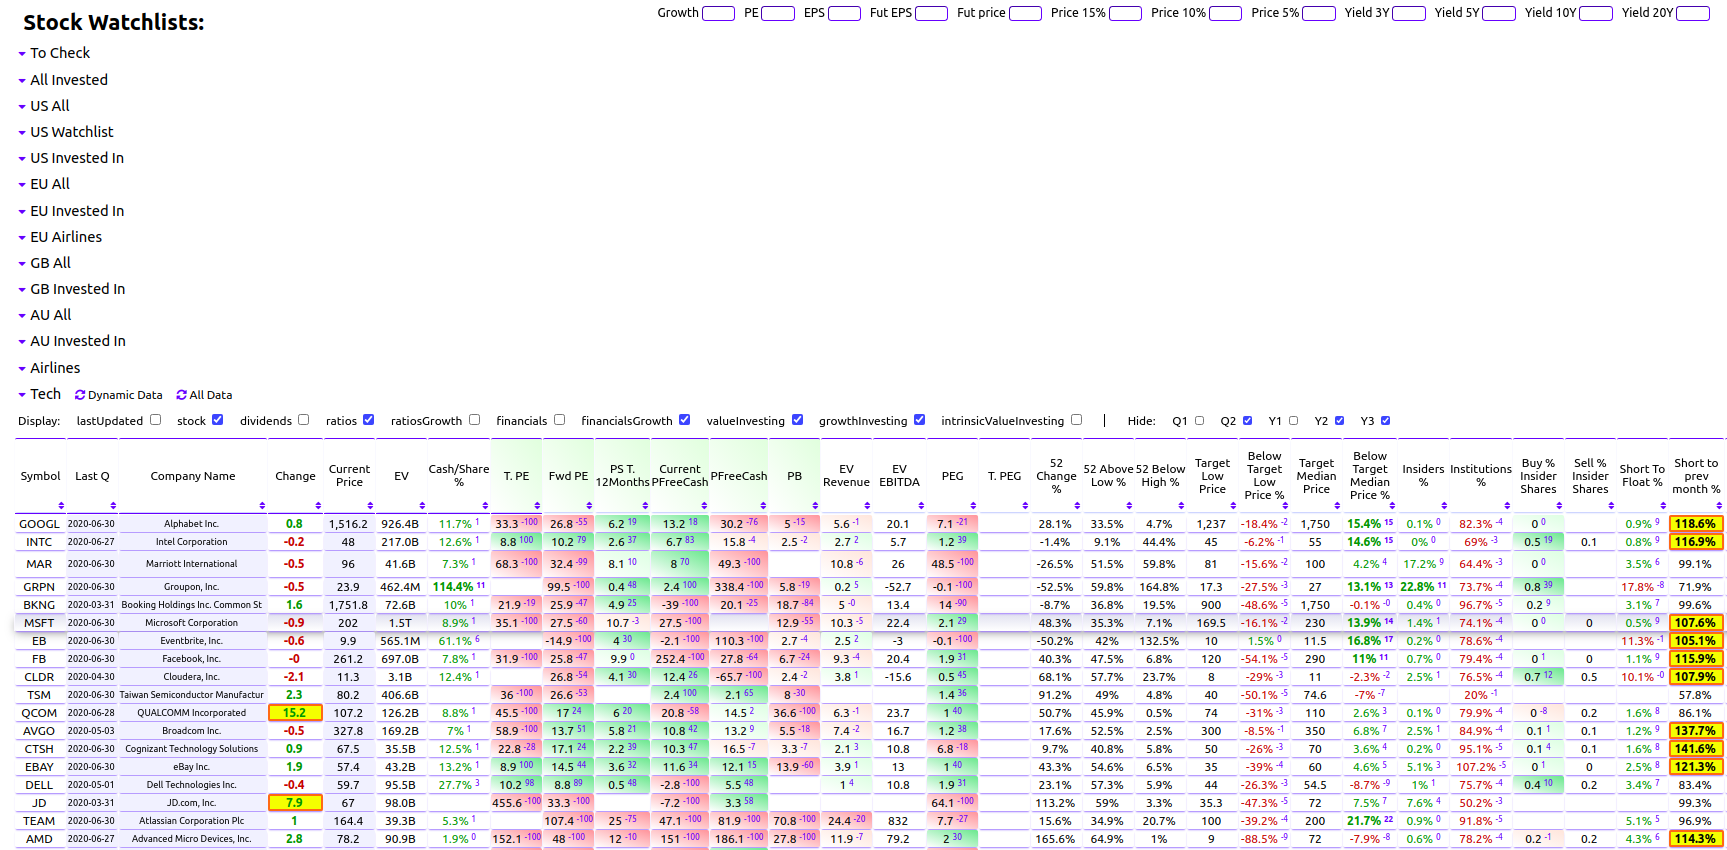 Stock Watchlists:
Growth PE EPS Fut EPS Fut price Price 15% Price 10% Price 5% Yield 3Y Yield 5Y Yield 10Y Yield 20Y
To Check
All Invested
US All
US Watchlist
US Invested In
EU All
EU Invested In
EU Airlines
GB All
GB Invested In
AU All
AU Invested In
Airlines
Tech Dynamic Data All Data
Display: lastUpdated stock dividends ratios ratiosGrowth financials financialsGrowth valueInvesting growthInvesting intrinsicValueInvesting | Hide: Q1 Q2 Y1 Y2 Y3
Symbol Last Q Company Name Change Current Price EV Cash/Share % T. PE Fwd PE PS T. 12Months Current PFreeCash PFreeCash PB EV Revenue EV EBITDA PEG T. PEG 52 Change % 52 Above Low % 52 Below High % Target Low Price Below Target Low Price % Target Median Price Below Target Median Price % Insiders % Institutions % Buy % Insider Shares Sell % Insider Shares Short To Float % Short to prev month %
GOOGL 2020-06-30 Alphabet Inc. 0.8 1,516.2 926.4B 11.7% 1 33.3 -100 26.8 -55 6.2 19 13.2 18 30.2 -76 5 -15 5.6 -1 20.1 7.1 -21 28.1% 33.5% 4.7% 1,237 -18.4% -2 1,750 15.4% 15 0.1% 0 82.3% -4 0 0 0.9% 9 118.6%
INTC 2020-06-27 Intel Corporation -0.2 48 217.0B 12.6% 1 8.8 100 10.2 79 2.6 37 6.7 83 15.8 -4 2.5 -2 2.7 2 5.7 1.2 39 -1.4% 9.1% 44.4% 45 -6.2% -1 55 14.6% 15 0% 0 69% -3 0.5 19 0.1 0.8% 9 116.9%
MAR 2020-06-30 Marriott International -0.5 96 41.6B 7.3% 1 68.3 -100 32.4 -99 8.1 10 8 70 49.3 -100 10.8 -6 26 48.5 -100 -26.5% 51.5% 59.8% 81 -15.6% -2 100 4.2% 4 17.2% 9 64.4% -3 0 0 3.5% 6 99.1%
GRPN 2020-06-30 Groupon, Inc. -0.5 23.9 462.4M 114.4% 11 99.5 -100 0.4 48 2.4 100 338.4 -100 5.8 -19 0.2 5 -52.7 -0.1 -100 -52.5% 59.8% 164.8% 17.3 -27.5% -3 27 13.1% 13 22.8% 11 73.7% -4 0.8 39 17.8% -8 71.9%
BKNG 2020-03-31 Booking Holdings Inc. Common St 1.6 1,751.8 72.6B 10% 1 21.9 -19 25.9 -47 4.9 25 -39 -100 20.1 -25 18.7 -84 5 -0 13.4 14 -90 -8.7% 36.8% 19.5% 900 -48.6% -5 1,750 -0.1% -0 0.4% 0 96.7% -5 0.2 9 3.1% 7 99.6%
MSFT 2020-06-30 Microsoft Corporation -0.9 202 1.5T 8.9% 1 35.1 -100 27.5 -60 10.7 -3 27.5 -100 12.9 -55 10.3 -5 22.4 2.1 29 48.3% 35.3% 7.1% 169.5 -16.1% -2 230 13.9% 14 1.4% 1 74.1% -4 0 0 0 0.5% 9 107.6%
EB 2020-06-30 Eventbrite, Inc. -0.6 9.9 565.1M 61.1% 6 -14.9 -100 4 30 -2.1 -100 110.3 -100 2.7 -4 2.5 2 -3 -0.1 -100 -50.2% 42% 132.5% 10 1.5% 0 11.5 16.8% 17 0.2% 0 78.6% -4 11.3% -1 105.1%
FB 2020-06-30 Facebook, Inc. -0 261.2 697.0B 7.8% 1 31.9 -100 25.8 -47 9.9 0 252.4 -100 27.8 -64 6.7 -24 9.3 -4 20.4 1.9 31 40.3% 47.5% 6.8% 120 -54.1% -5 290 11% 11 0.7% 0 79.4% -4 0 1 0 1.1% 9 115.9%
CLDR 2020-04-30 Cloudera, Inc. -2.1 11.3 3.1B 12.4% 1 26.8 -54 4.1 30 12.4 26 -65.7 -100 2.4 -2 3.8 1 -15.6 0.5 45 68.1% 57.7% 23.7% 8 -29% -3 11 -2.3% -2 2.5% 1 76.5% -4 0.7 12 0.5 10.1% -0 107.9%
TSM 2020-06-30 Taiwan Semiconductor Manufactur 2.3 80.2 406.6B 36 -100 26.6 -53 2.4 100 2.1 65 8 -30 1.4 36 91.2% 49% 4.8% 40 -50.1% -5 74.6 -7% -7 20% -1 57.8%
QCOM 2020-06-28 QUALCOMM Incorporated 15.2 107.2 126.2B 8.8% 1 45.5 -100 17 24 6 20 20.8 -58 14.5 2 36.6 -100 6.3 -1 23.7 1 40 50.7% 45.9% 0.5% 74 -31% -3 110 2.6% 3 0.1% 0 79.9% -4 0 -8 0.2 1.6% 8 86.1%
AVGO 2020-05-03 Broadcom Inc. -0.5 327.8 169.2B 7% 1 58.9 -100 13.7 51 5.8 21 10.8 42 13.2 9 5.5 -2 7.4 -2 16.7 1.2 38 17.6% 52.5% 2.5% 300 -8.5% -1 350 6.8% 7 2.5% 1 84.9% -4 0.1 1 0.1 1.2% 9 137.7%
CTSH 2020-06-30 Cognizant Technology Solutions 0.9 67.5 35.5B 12.5% 1 22.8 -28 17.1 24 2.2 39 10.3 47 16.5 -7 3.3 -7 2.1 3 10.8 6.8 -18 9.7% 40.8% 5.8% 50 -26% -3 70 3.6% 4 0.2% 0 95.1% -5 0.1 4 0.1 1.6% 8 141.6%
EBAY 2020-06-30 eBay Inc. 1.9 57.4 43.2B 13.2% 1 8.9 100 14.5 44 3.6 32 11.6 34 12.1 15 13.9 -60 3.9 1 13 1 40 43.3% 54.6% 6.5% 35 -39% -4 60 4.6% 5 5.1% 3 107.2% -5 0 1 0 2.5% 8 121.3%
DELL 2020-05-01 Dell Technologies Inc. -0.4 59.7 95.5B 27.7% 3 10.2 98 8.8 89 0.5 48 -2.8 -100 5.5 48 1 4 10.8 1.9 31 23.1% 57.3% 2.9% 44 -26.3% -3 54.5 -8.7% -9 1% 1 75.7% -4 0.4 10 0.2 3.4% 7 83.4%
JD 2020-03-31 JD.com, Inc. 7.9 67 98.0B 455.6 -100 33.3 -100 -7.2 -100 3.3 58 64.1 -100 113.2% 59% 3.3% 35.3 -47.3% -5 72 7.5% 7 7.6% 4 50.2% -3 99.3%
TEAM 2020-06-30 Atlassian Corporation Plc 1 164.4 39.3B 5.3% 1 107.4 -100 25 -75 47.1 -100 81.9 -100 70.8 -100 24.4 -20 832 7.7 -27 15.6% 34.9% 20.7% 100 -39.2% -4 200 21.7% 22 0.9% 0 91.8% -5 5.1% 5 96.9%
AMD 2020-06-27 Advanced Micro Devices, Inc. 2.8 78.2 90.9B 1.9% 0 152.1 -100 48 -100 12 -10 151 -100 186.1 -100 27.8 -100 11.9 -7 79.2 2 30 165.6% 64.9% 1% 9 -88.5% -9 72 -7.9% -8 0.6% 0 78.2% -4 0.2 -1 0.2 4.3% 6 114.3%